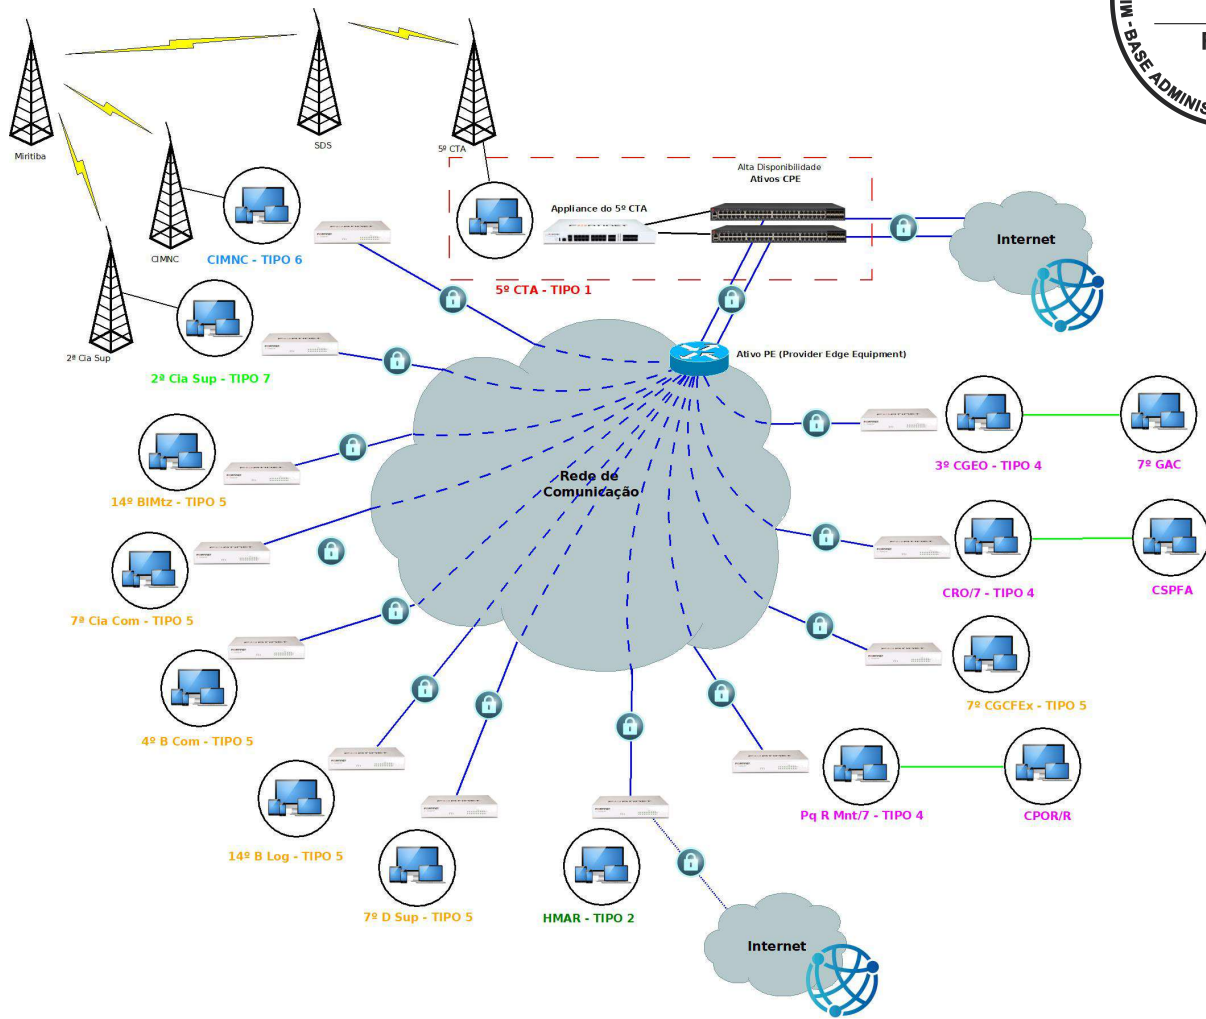 MIM - BASE ADMINIS
Miritiba
SDS
5º CTA
CIMNC
2ª Cia Sup
CIMNC - TIPO 6
Alta Disponibilidade
Ativos CPE
Appliance do 5º CTA
FORTINET
5º CTA - TIPO 1
Internet
2ª Cia Sup - TIPO 7
Ativo PE (Provider Edge Equipment)
14º BIMtz - TIPO 5
Rede de
Comunicação
3º CGEO - TIPO 4
7º GAC
7ª Cia Com - TIPO 5
CRO/7 - TIPO 4
CSPFA
4º B Com - TIPO 5
7º CGCFEx - TIPO 5
14º B Log - TIPO 5
Pq R Mnt/7 - TIPO 4
CPOR/R
7º D Sup - TIPO 5
HMAR - TIPO 2
Internet